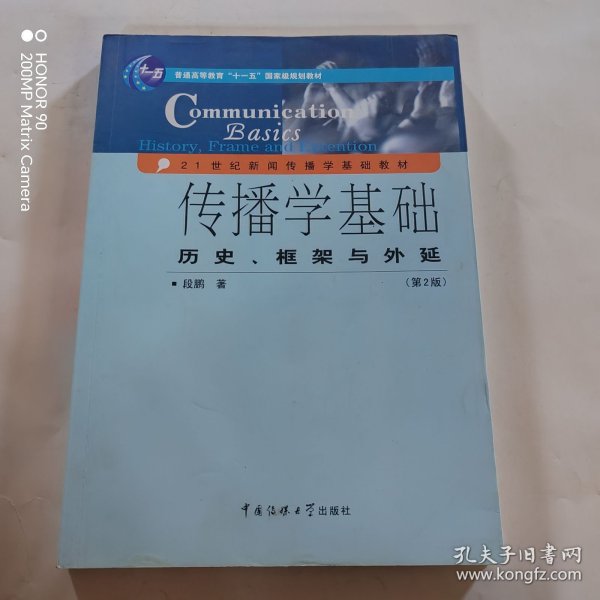 HONOR 90
200MP Matrix Camera
十一五
普通高等教育“十一五”国家级规划教材
Communication
Basics
History, Frame and Extention
21世纪新闻传播学基础教材
传播学基础
历史、框架与外延
▪ 段鹏 著
(第2版)
中国传媒大学出版社
孔夫子旧书网
www.kongfz.com